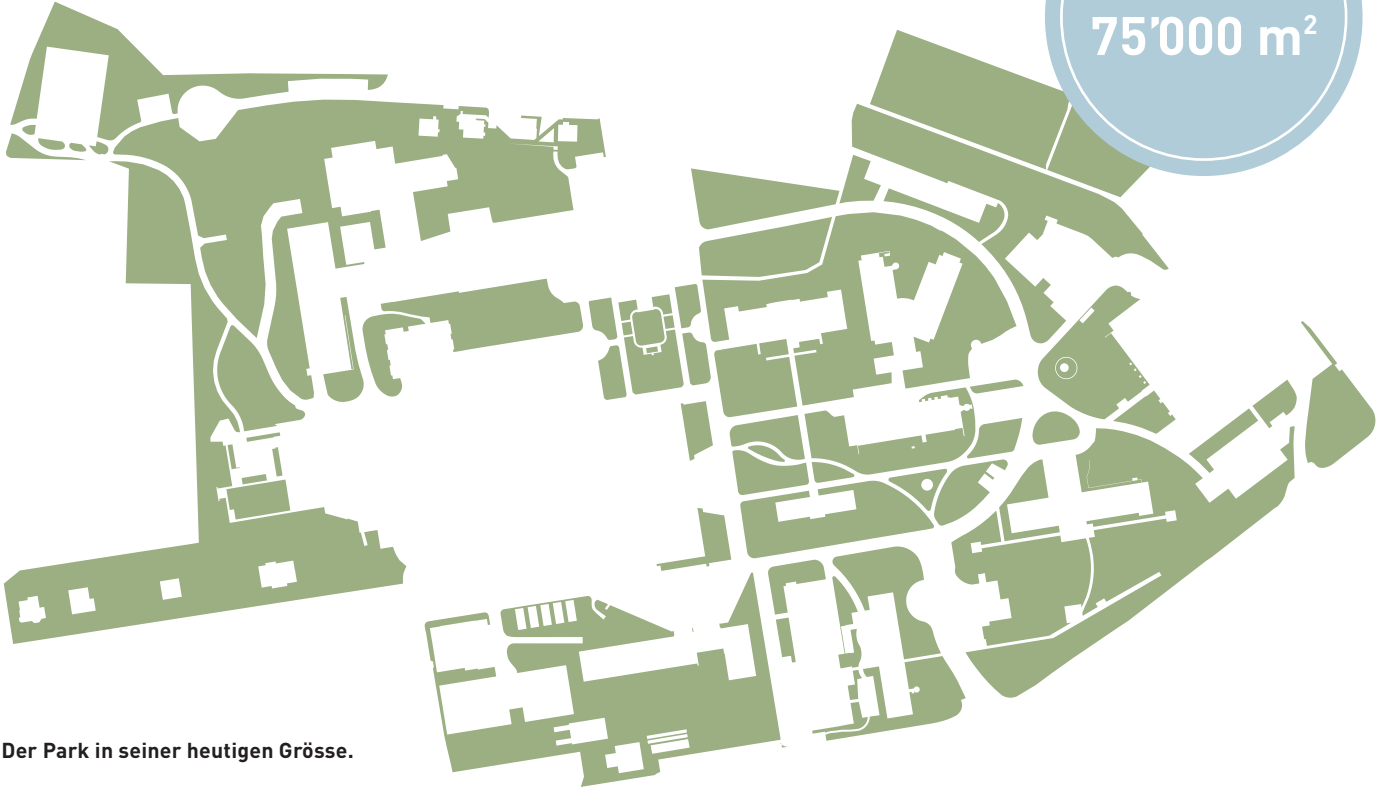 75'000 m²
Der Park in seiner heutigen Grösse.